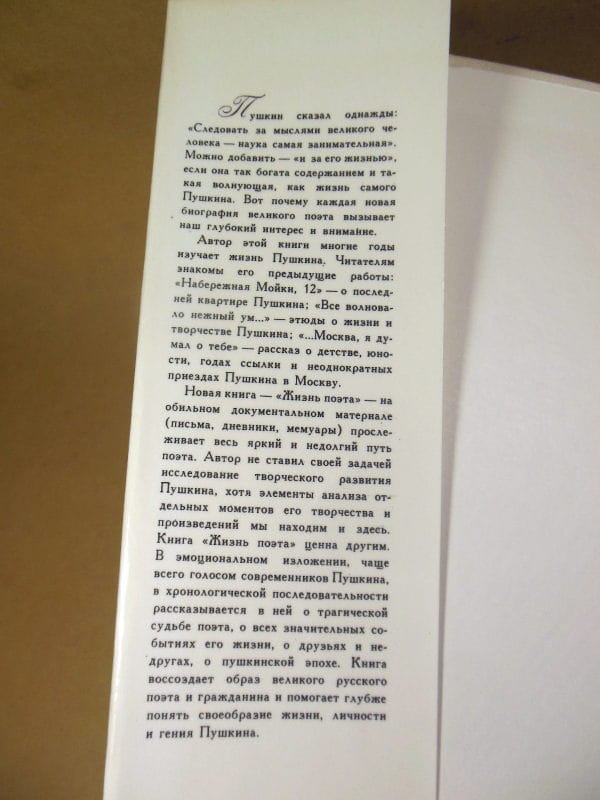 Пушкин сказал однажды:
«Следовать за мыслями великого че-
ловека — наука самая занимательная».
Можно добавить — «и за его жизнью»,
если она так богата содержанием и та-
кая волнующая, как жизнь самого
Пушкина. Вот почему каждая новая
биография великого поэта вызывает
наш глубокий интерес и внимание.
Автор этой книги многие годы
изучает жизнь Пушкина. Читателям
знакомы его предыдущие работы:
«Набережная Мойки, 12» — о послед-
ней квартире Пушкина; «Все волнова-
ло нежный ум...» — этюды о жизни и
творчестве Пушкина; «...Москва, я ду-
мал о тебе» — рассказ о детстве, юно-
сти, годах ссылки и неоднократных
приездах Пушкина в Москву.
Новая книга — «Жизнь поэта» — на
обильном документальном материале
(письма, дневники, мемуары) просле-
живает весь яркий и недолгий путь
поэта. Автор не ставил своей задачей
исследование творческого развития
Пушкина, хотя элементы анализа от-
дельных моментов его творчества и
произведений мы находим и здесь.
Книга «Жизнь поэта» ценна другим.
В эмоциональном изложении, чаще
всего голосом современников Пушкина,
в хронологической последовательности
рассказывается в ней о трагической
судьбе поэта, о всех значительных со-
бытиях его жизни, о друзьях и не-
другах, о пушкинской эпохе. Книга
воссоздает образ великого русского
поэта и гражданина и помогает глубже
понять своеобразие жизни, личности
и гения Пушкина.